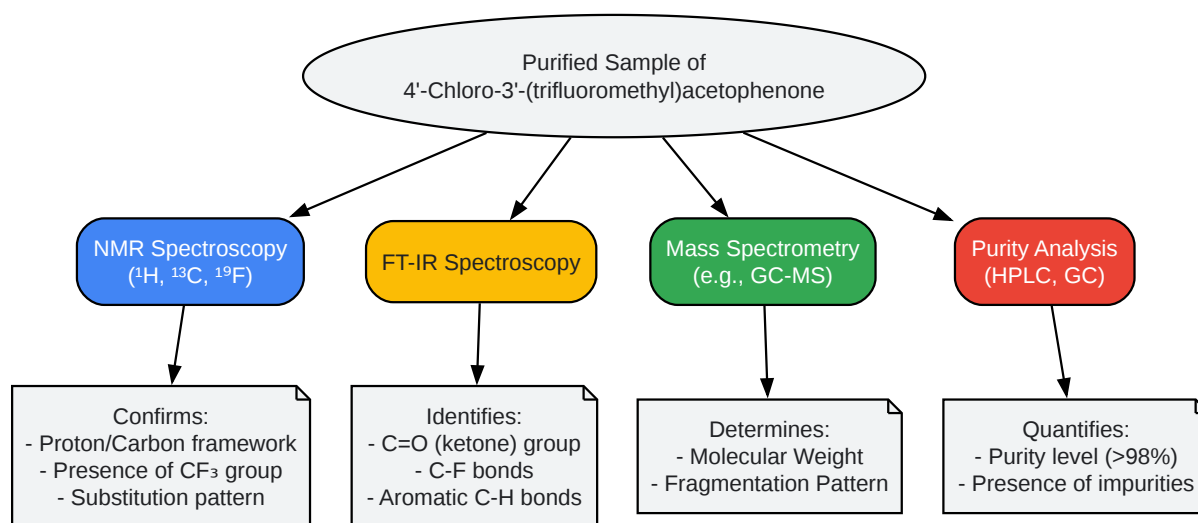 Purified Sample of
4'-Chloro-3'-(trifluoromethyl)acetophenone
NMR Spectroscopy
(¹H, ¹³C, ¹⁹F)
FT-IR Spectroscopy
Mass Spectrometry
(e.g., GC-MS)
Purity Analysis
(HPLC, GC)
Confirms:
- Proton/Carbon framework
- Presence of CF₃ group
- Substitution pattern
Identifies:
- C=O (ketone) group
- C-F bonds
- Aromatic C-H bonds
Determines:
- Molecular Weight
- Fragmentation Pattern
Quantifies:
- Purity level (>98%)
- Presence of impurities